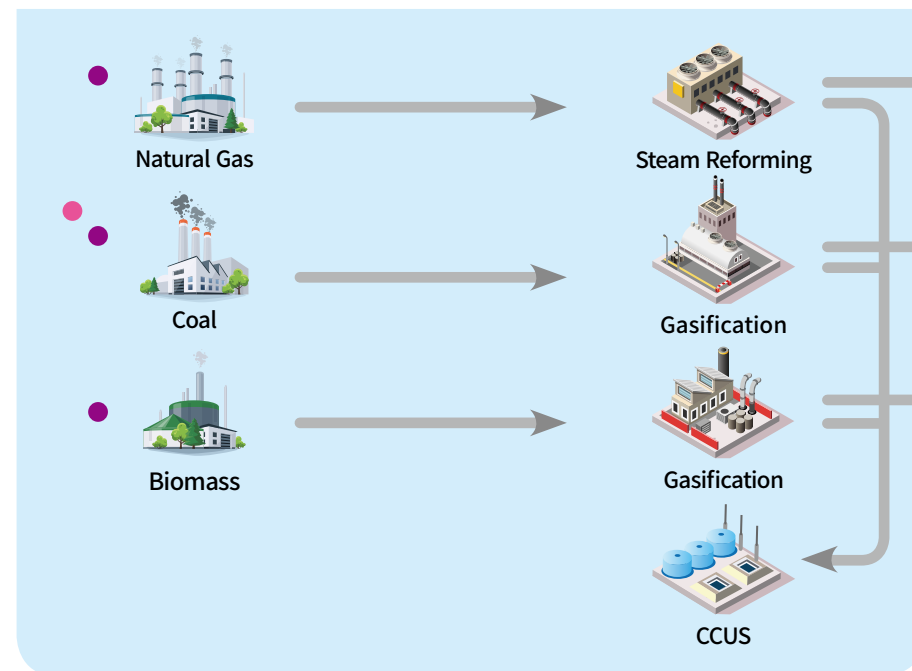 Natural Gas
Steam Reforming
Coal
Gasification
Biomass
Gasification
CCUS